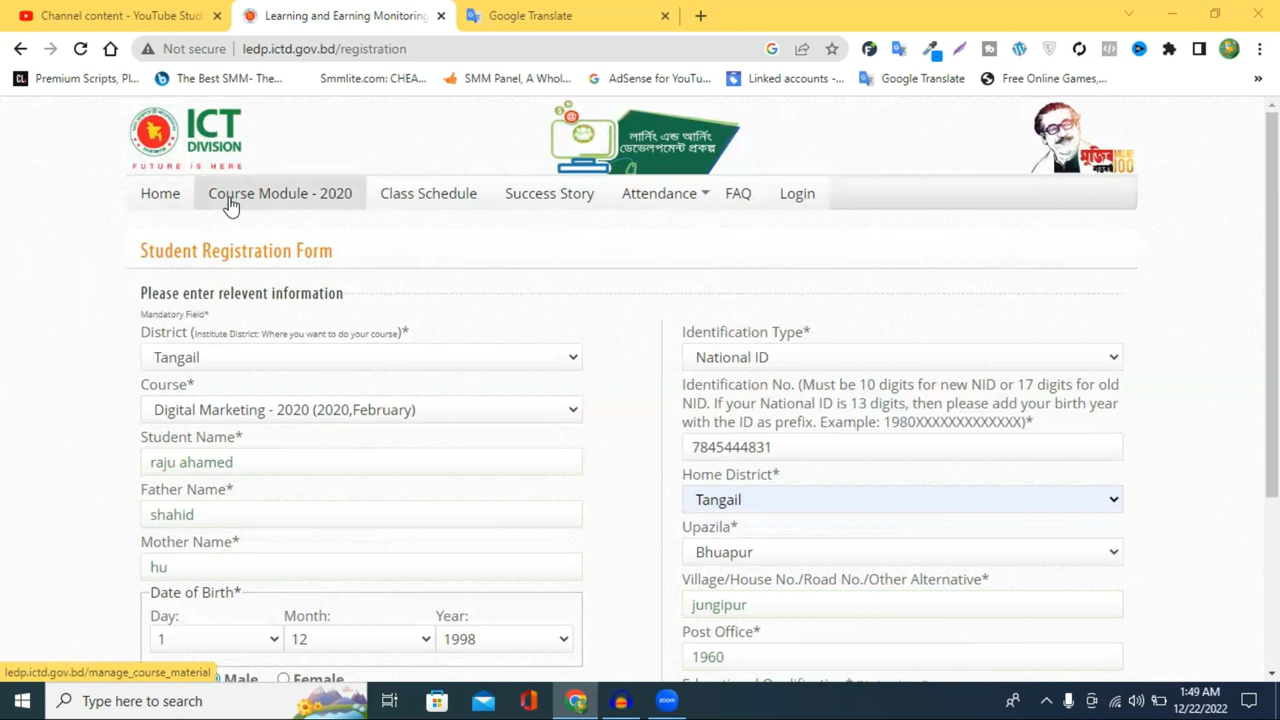 Channel content - YouTube Stud
Learning and Earning Monitoring
Google Translate
Not secure
ledp.ictd.gov.bd/registration
Premium Scripts, Pl...
The Best SMM- The...
Smmlite.com: CHEA...
SMM Panel, A Whol...
AdSense for YouTu...
Linked accounts -...
Google Translate
Free Online Games,...
ICT
DIVISION
FUTURE IS HERE
লার্নিং এন্ড আর্নিং
ডেভেলপমেন্ট প্রকল্প
মুজিব
শতবর্ষ
100
Home
Course Module - 2020
Class Schedule
Success Story
Attendance
FAQ
Login
Student Registration Form
Please enter relevent information
Mandatory Field*
District (Institute District: Where you want to do your course)*
Tangail
Course*
Digital Marketing - 2020 (2020,February)
Student Name*
raju ahamed
Father Name*
shahid
Mother Name*
hu
Date of Birth*
Day:
Month:
Year:
1
12
1998
Male
Female
Identification Type*
National ID
Identification No. (Must be 10 digits for new NID or 17 digits for old
NID. If your National ID is 13 digits, then please add your birth year
with the ID as prefix. Example: 1980XXXXXXXXXXXXX)*
7845444831
Home District*
Tangail
Upazila*
Bhuapur
Village/House No./Road No./Other Alternative*
jungipur
Post Office*
1960
ledp.ictd.gov.bd/manage_course_material
Type here to search
1:49 AM
12/22/2022